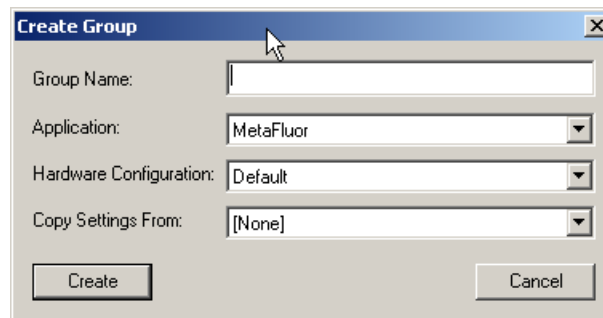 Create Group
Group Name:
Application: MetaFluor
Hardware Configuration: Default
Copy Settings From: [None]
Create Cancel